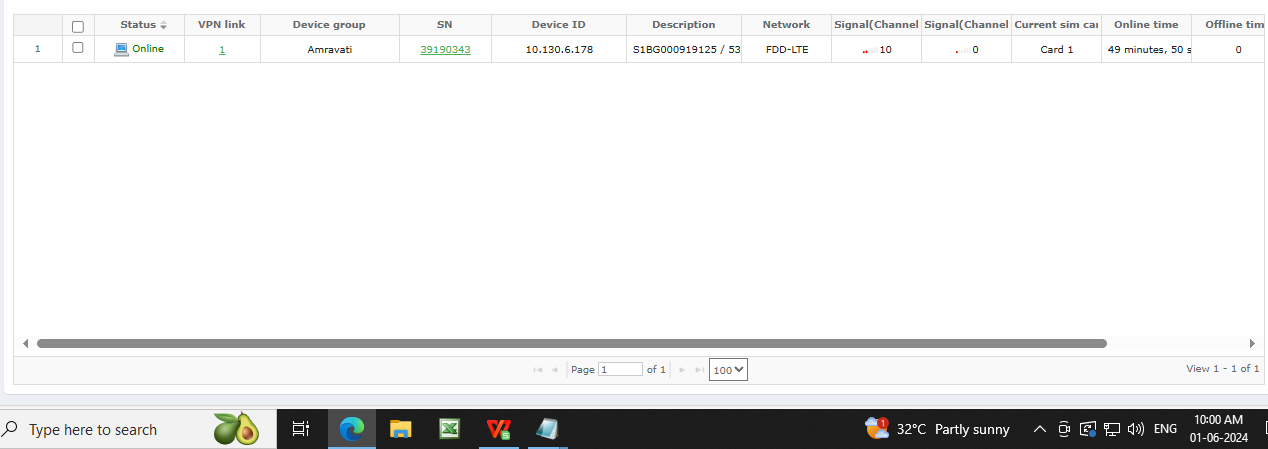 Status VPN link Device group SN Device ID Description Network Signal(Channel Signal(Channel Current sim car Online time Offline tim
1 Online 1 Amravati 39190343 10.130.6.178 S1BG000919125 / 53 FDD-LTE 10 0 Card 1 49 minutes, 50 s 0
Page 1 of 1 100 View 1 - 1 of 1
Type here to search 1 32°C Partly sunny ENG 10:00 AM
01-06-2024